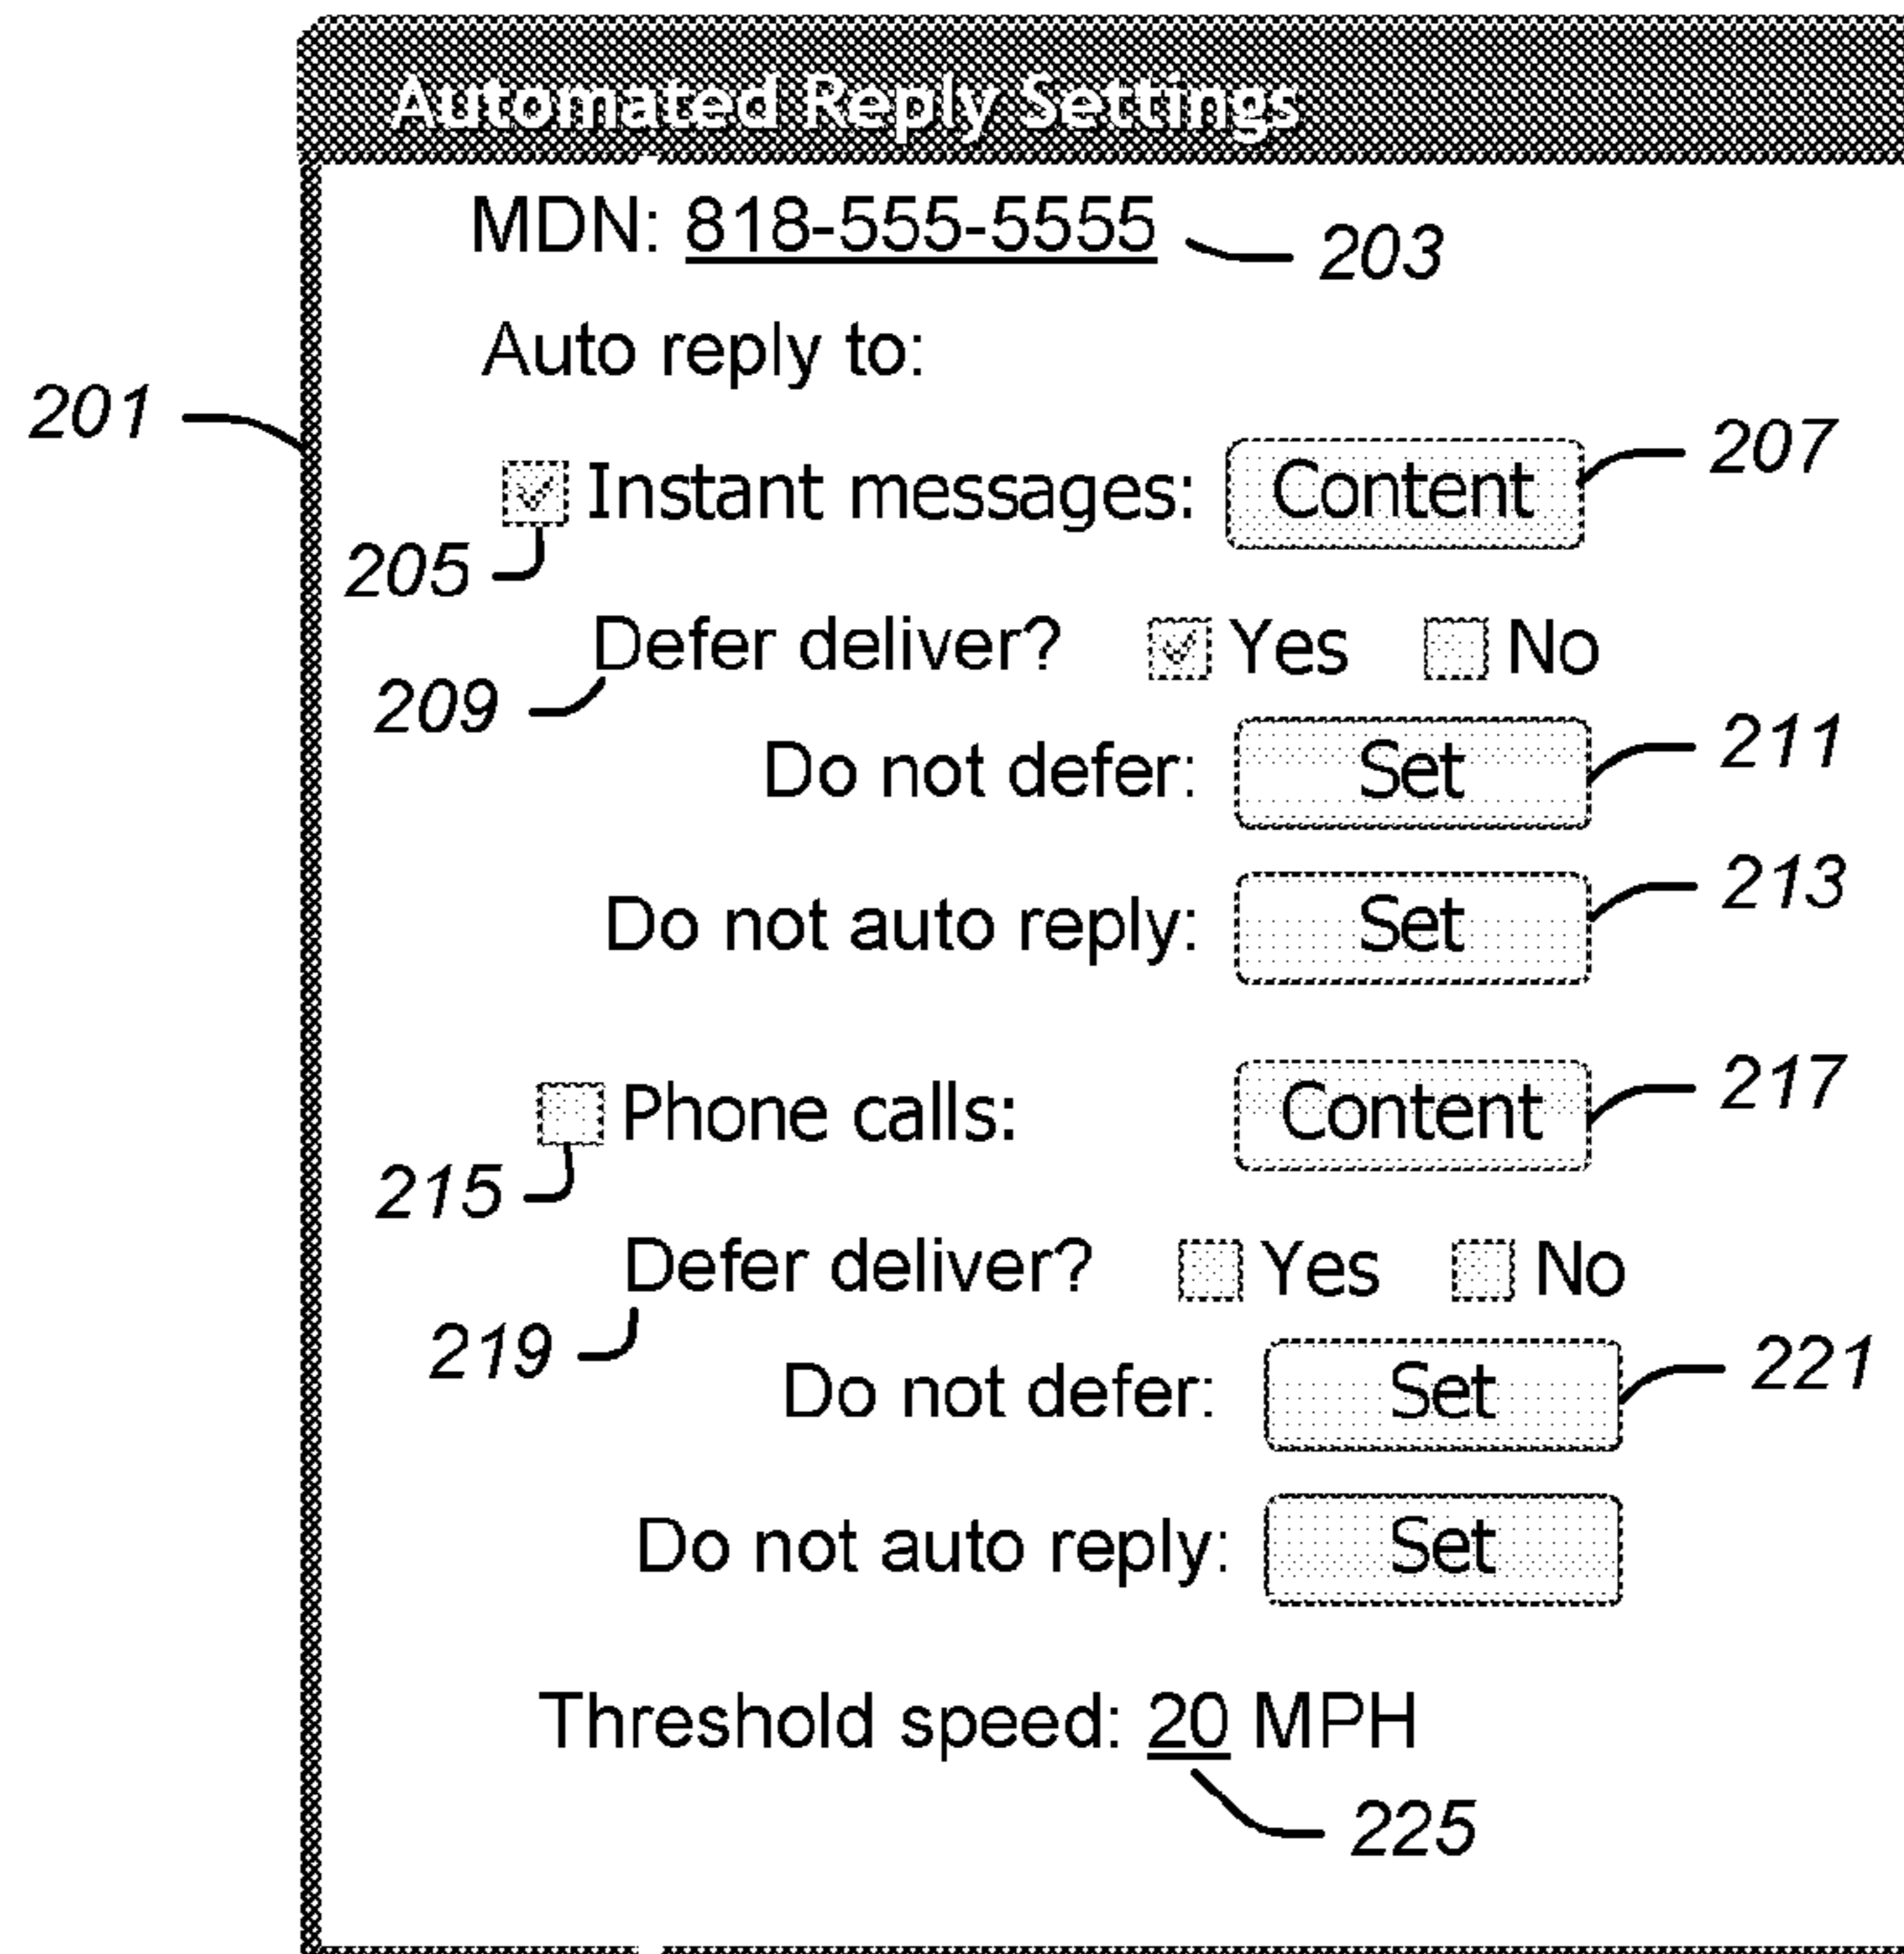 Automated Reply Settings
MDN: 818-555-5555
203
Auto reply to:
201
Instant messages: Content
207
205
Defer deliver? Yes No
209
Do not defer: Set
211
Do not auto reply: Set
213
Phone calls: Content
217
215
Defer deliver? Yes No
219
Do not defer: Set
221
Do not auto reply: Set
Threshold speed: 20 MPH
225